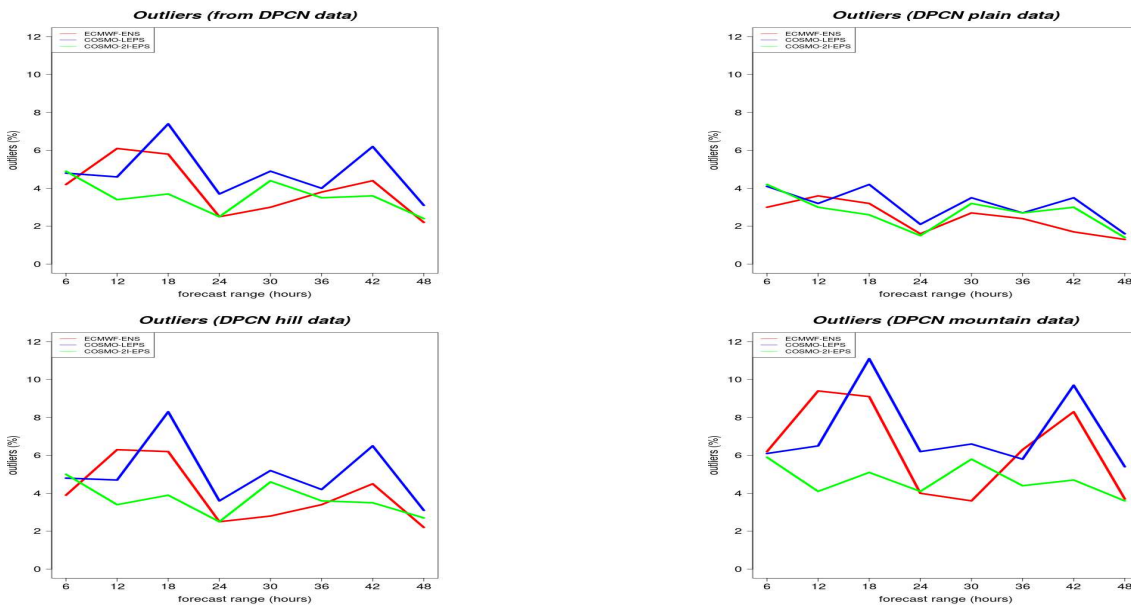 Outliers (from DPCN data)
ECMWF-ENS
COSMO-LEPS
COSMO-2I-EPS
outliers (%)
12
10
8
6
4
2
0
6 12 18 24 30 36 42 48
forecast range (hours)
Outliers (DPCN plain data)
ECMWF-ENS
COSMO-LEPS
COSMO-2I-EPS
outliers (%)
12
10
8
6
4
2
0
6 12 18 24 30 36 42 48
forecast range (hours)
Outliers (DPCN hill data)
ECMWF-ENS
COSMO-LEPS
COSMO-2I-EPS
outliers (%)
12
10
8
6
4
2
0
6 12 18 24 30 36 42 48
forecast range (hours)
Outliers (DPCN mountain data)
ECMWF-ENS
COSMO-LEPS
COSMO-2I-EPS
outliers (%)
12
10
8
6
4
2
0
6 12 18 24 30 36 42 48
forecast range (hours)